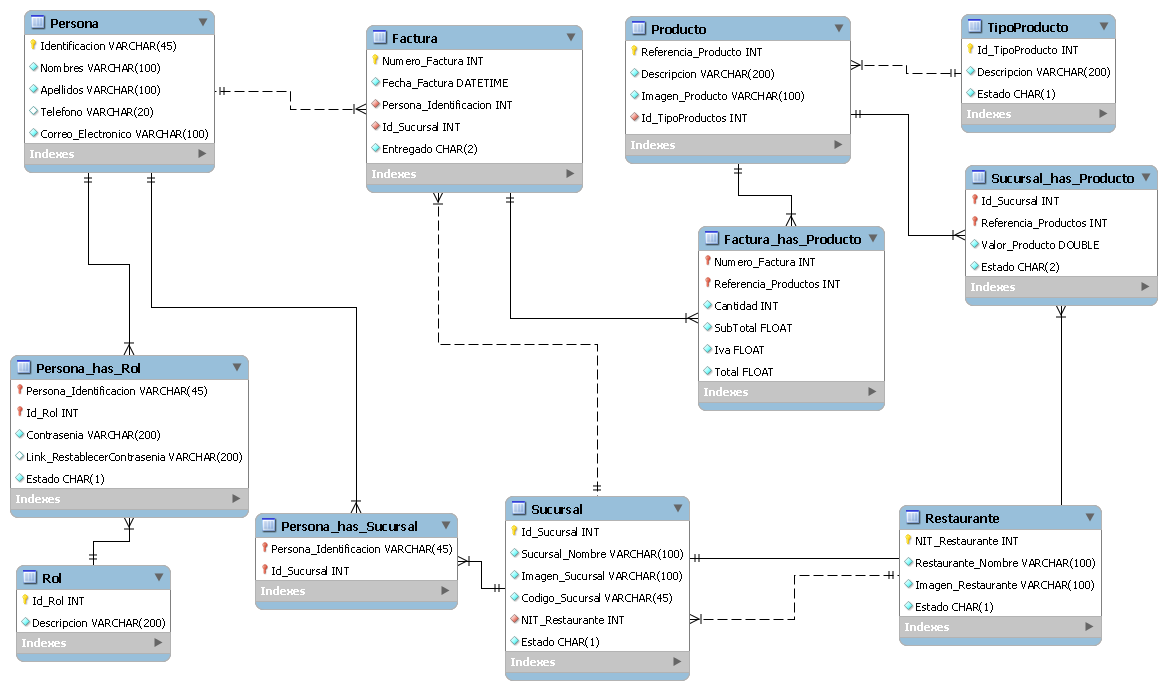 Persona
Identificacion VARCHAR(45)
Nombres VARCHAR(100)
Apellidos VARCHAR(100)
Telefono VARCHAR(20)
Correo_Electronico VARCHAR(100)
Indexes
Factura
Numero_Factura INT
Fecha_Factura DATETIME
Persona_Identificacion INT
Id_Sucursal INT
Entregado CHAR(2)
Indexes
Producto
Referencia_Producto INT
Descripcion VARCHAR(200)
Imagen_Producto VARCHAR(100)
Id_TipoProductos INT
Indexes
TipoProducto
Id_TipoProducto INT
Descripcion VARCHAR(200)
Estado CHAR(1)
Indexes
Sucursal_has_Producto
Id_Sucursal INT
Referencia_Productos INT
Valor_Producto DOUBLE
Estado CHAR(2)
Indexes
Factura_has_Producto
Numero_Factura INT
Referencia_Productos INT
Cantidad INT
SubTotal FLOAT
Iva FLOAT
Total FLOAT
Indexes
Persona_has_Rol
Persona_Identificacion VARCHAR(45)
Id_Rol INT
Contrasenia VARCHAR(200)
Link_RestablecerContrasenia VARCHAR(200)
Estado CHAR(1)
Indexes
Rol
Id_Rol INT
Descripcion VARCHAR(200)
Indexes
Persona_has_Sucursal
Persona_Identificacion VARCHAR(45)
Id_Sucursal INT
Indexes
Sucursal
Id_Sucursal INT
Sucursal_Nombre VARCHAR(100)
Imagen_Sucursal VARCHAR(100)
Codigo_Sucursal VARCHAR(45)
NIT_Restaurante INT
Estado CHAR(1)
Indexes
Restaurante
NIT_Restaurante INT
Restaurante_Nombre VARCHAR(100)
Imagen_Restaurante VARCHAR(100)
Estado CHAR(1)
Indexes